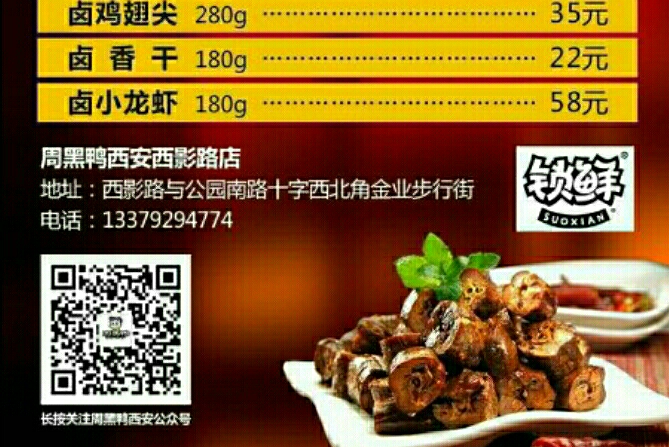 卤鸡翅尖 280g ………………………………… 35元
卤香干 180g ………………………………… 22元
卤小龙虾 180g ………………………………… 58元
周黑鸭西安西影路店
地址：西影路与公园南路十字西北角金业步行街
电话：13379294774
锁鲜
SUOXIAN
长按关注周黑鸭西安公众号